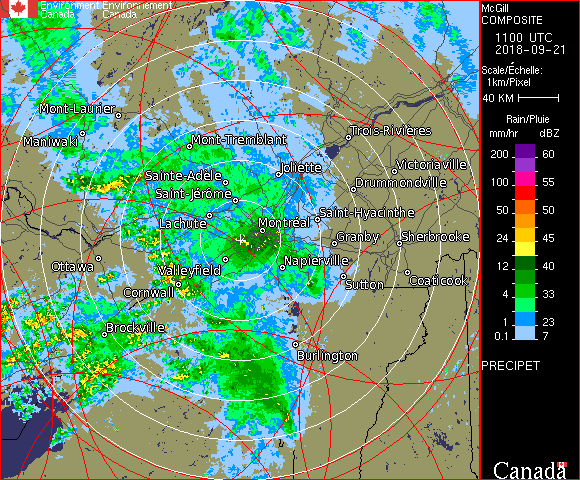 Environment Environnement
Canada Canada
McGill
COMPOSITE
1100 UTC
2018-09-21
Scale/Échelle:
1km/Pixel
40 KM
Rain/Pluie
mm/hr dBZ
200 60
100 55
50 50
24 45
12 40
4 33
1 23
0.1 7
PRECIPET
Canada
Mont-Laurier
Maniwaki
Mont-Tremblant
Trois-Rivières
Joliette
Victoriaville
Sainte-Adèle
Drummondville
Saint-Jérôme
Lachute
Saint-Hyacinthe
Montréal
Granby
Sherbrooke
Ottawa
Valleyfield
Napierville
Cornwall
Sutton
Coaticook
Brockville
Burlington